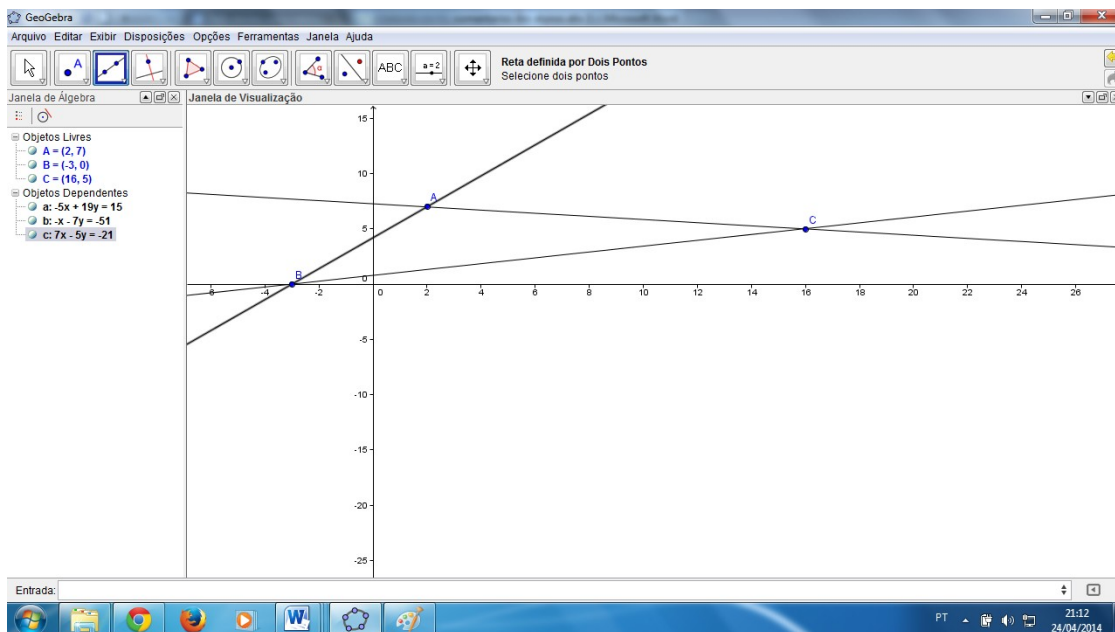 GeoGebra
Arquivo Editar Exibir Disposições Opções Ferramentas Janela Ajuda
A
α
ABC
a = 2
Reta definida por Dois Pontos
Selecione dois pontos
Janela de Álgebra
Janela de Visualização
Objetos Livres
A = (2, 7)
B = (-3, 0)
C = (16, 5)
Objetos Dependentes
a: -5x + 19y = 15
b: -x - 7y = -51
c: 7x - 5y = -21
15
10
5
0
-5
-10
-15
-20
-25
-4 -2 0 2 4 6 8 10 12 14 16 18 20 22 24 26
A
B
C
Entrada:
W
PT
21:12
24/04/2014